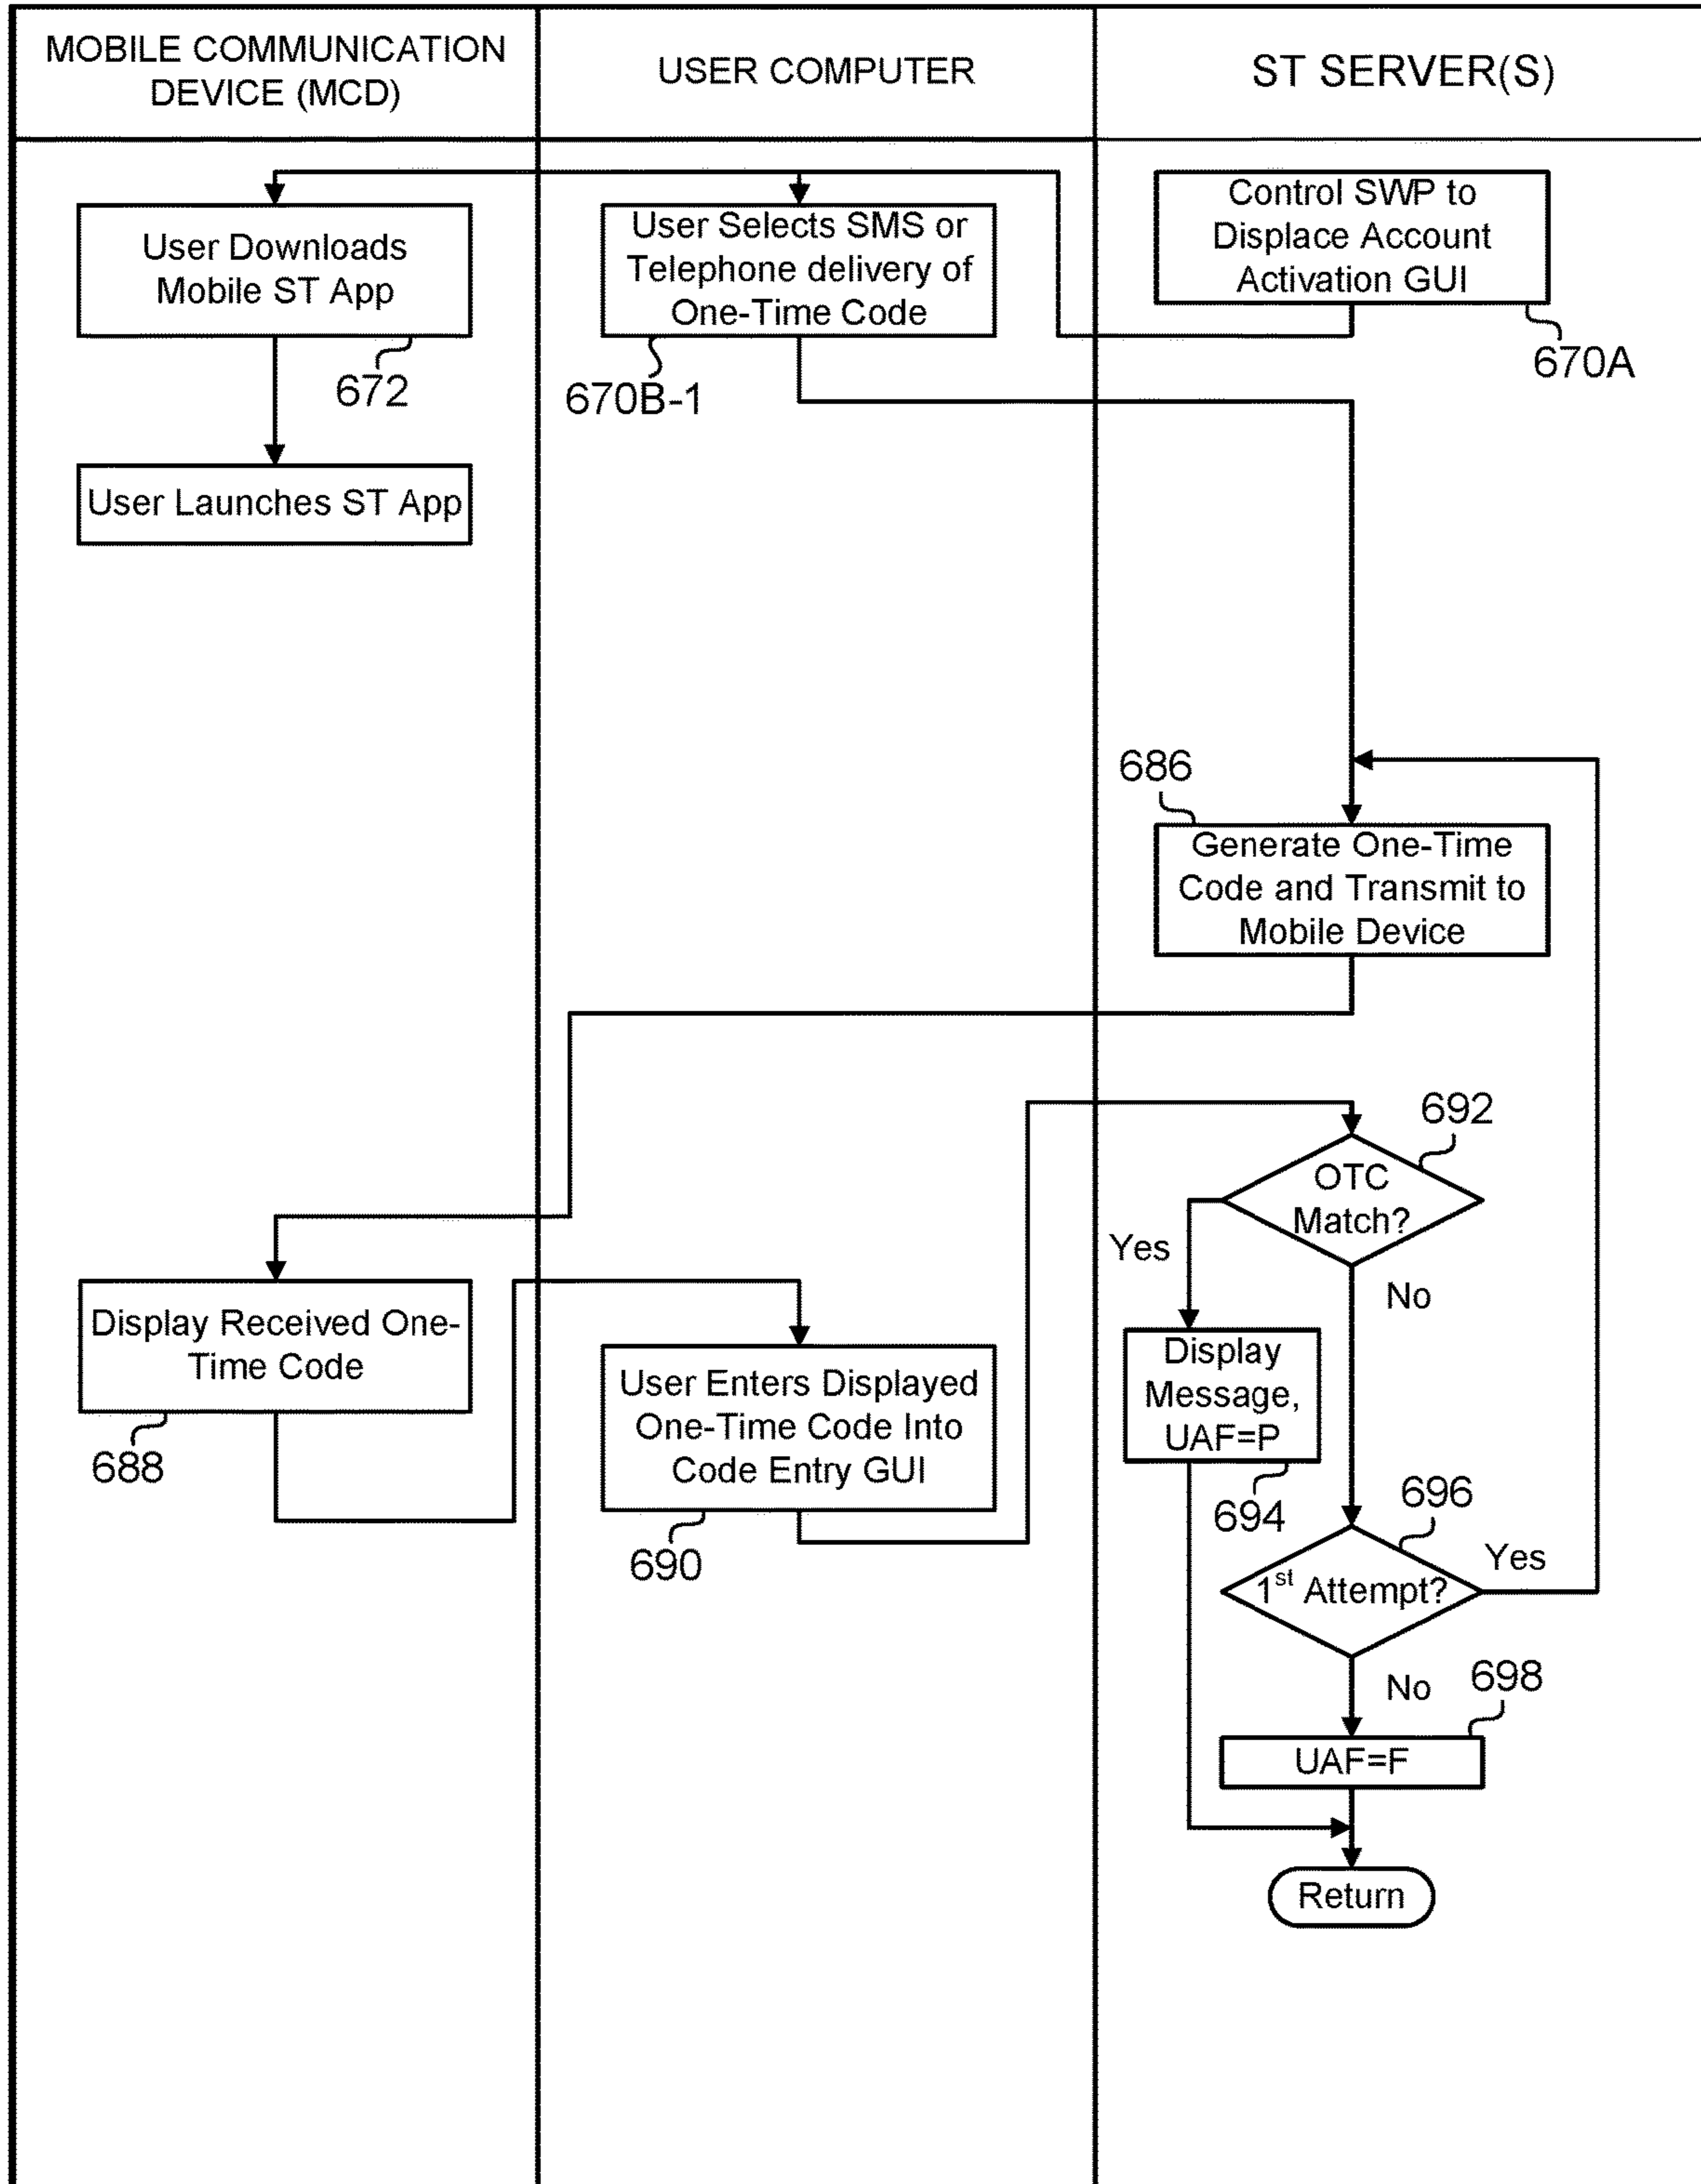 MOBILE COMMUNICATION
DEVICE (MCD)
USER COMPUTER
ST SERVER(S)
User Downloads
Mobile ST App
672
User Launches ST App
User Selects SMS or
Telephone delivery of
One-Time Code
670B-1
Control SWP to
Displace Account
Activation GUI
670A
686
Generate One-Time
Code and Transmit to
Mobile Device
692
OTC
Match?
Yes
No
Display Received One-
Time Code
688
User Enters Displayed
One-Time Code Into
Code Entry GUI
690
Display
Message,
UAF=P
694
696
1st Attempt?
Yes
No
698
UAF=F
Return